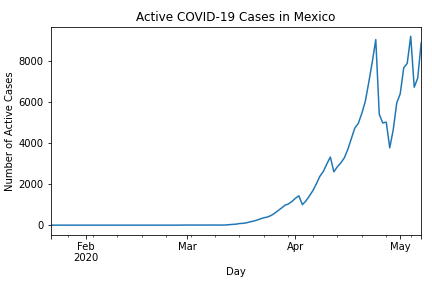 Active COVID-19 Cases in Mexico
Number of Active Cases
8000
6000
4000
2000
0
Feb
2020
Mar
Apr
May
Day